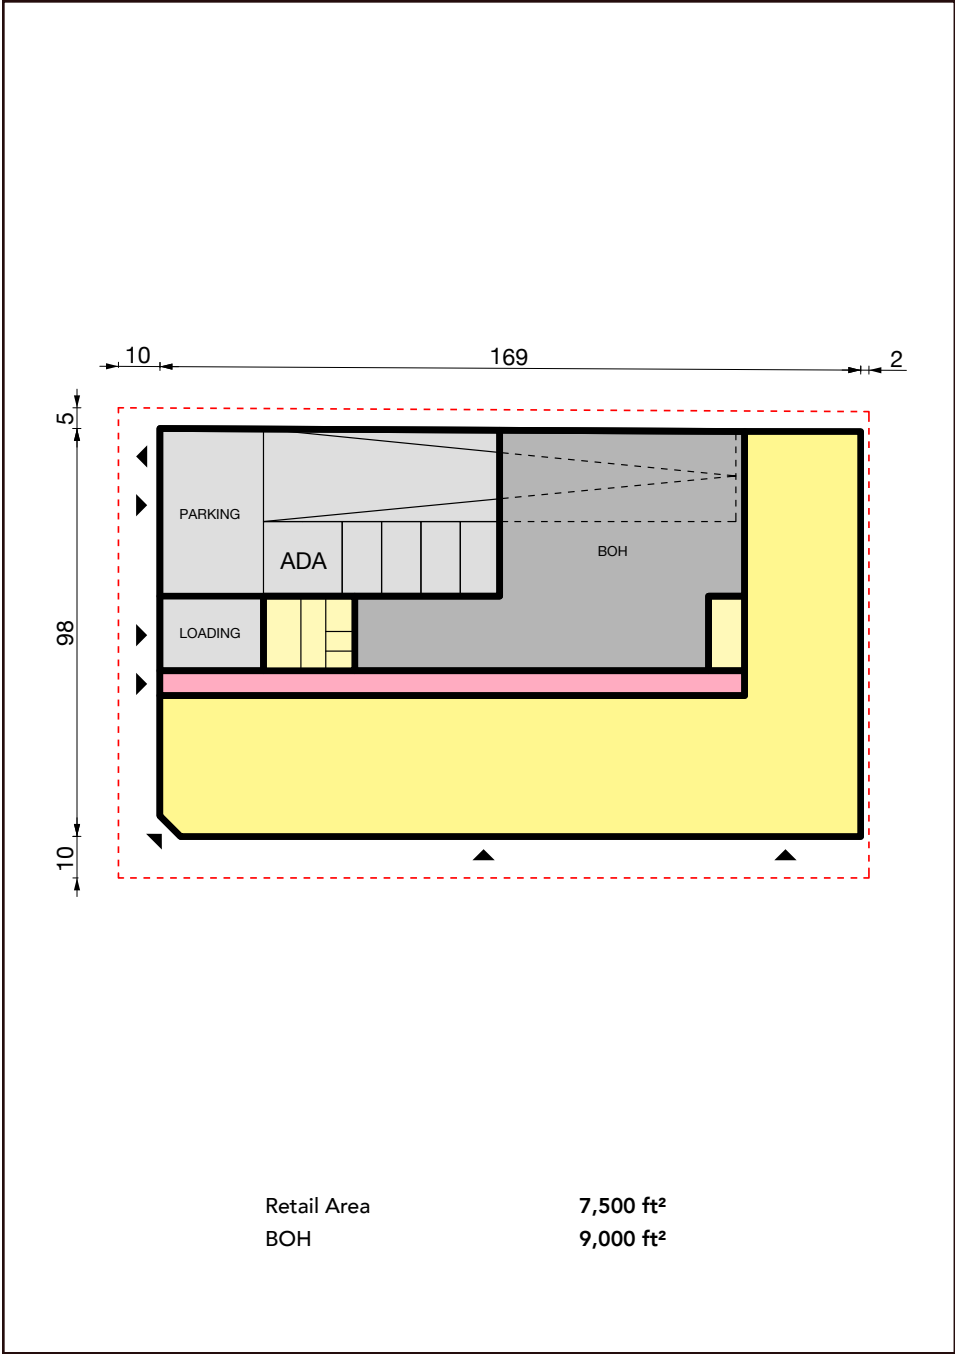 10
169
2
5
PARKING
ADA
BOH
98
LOADING
10
Retail Area 7,500 ft²
BOH 9,000 ft²